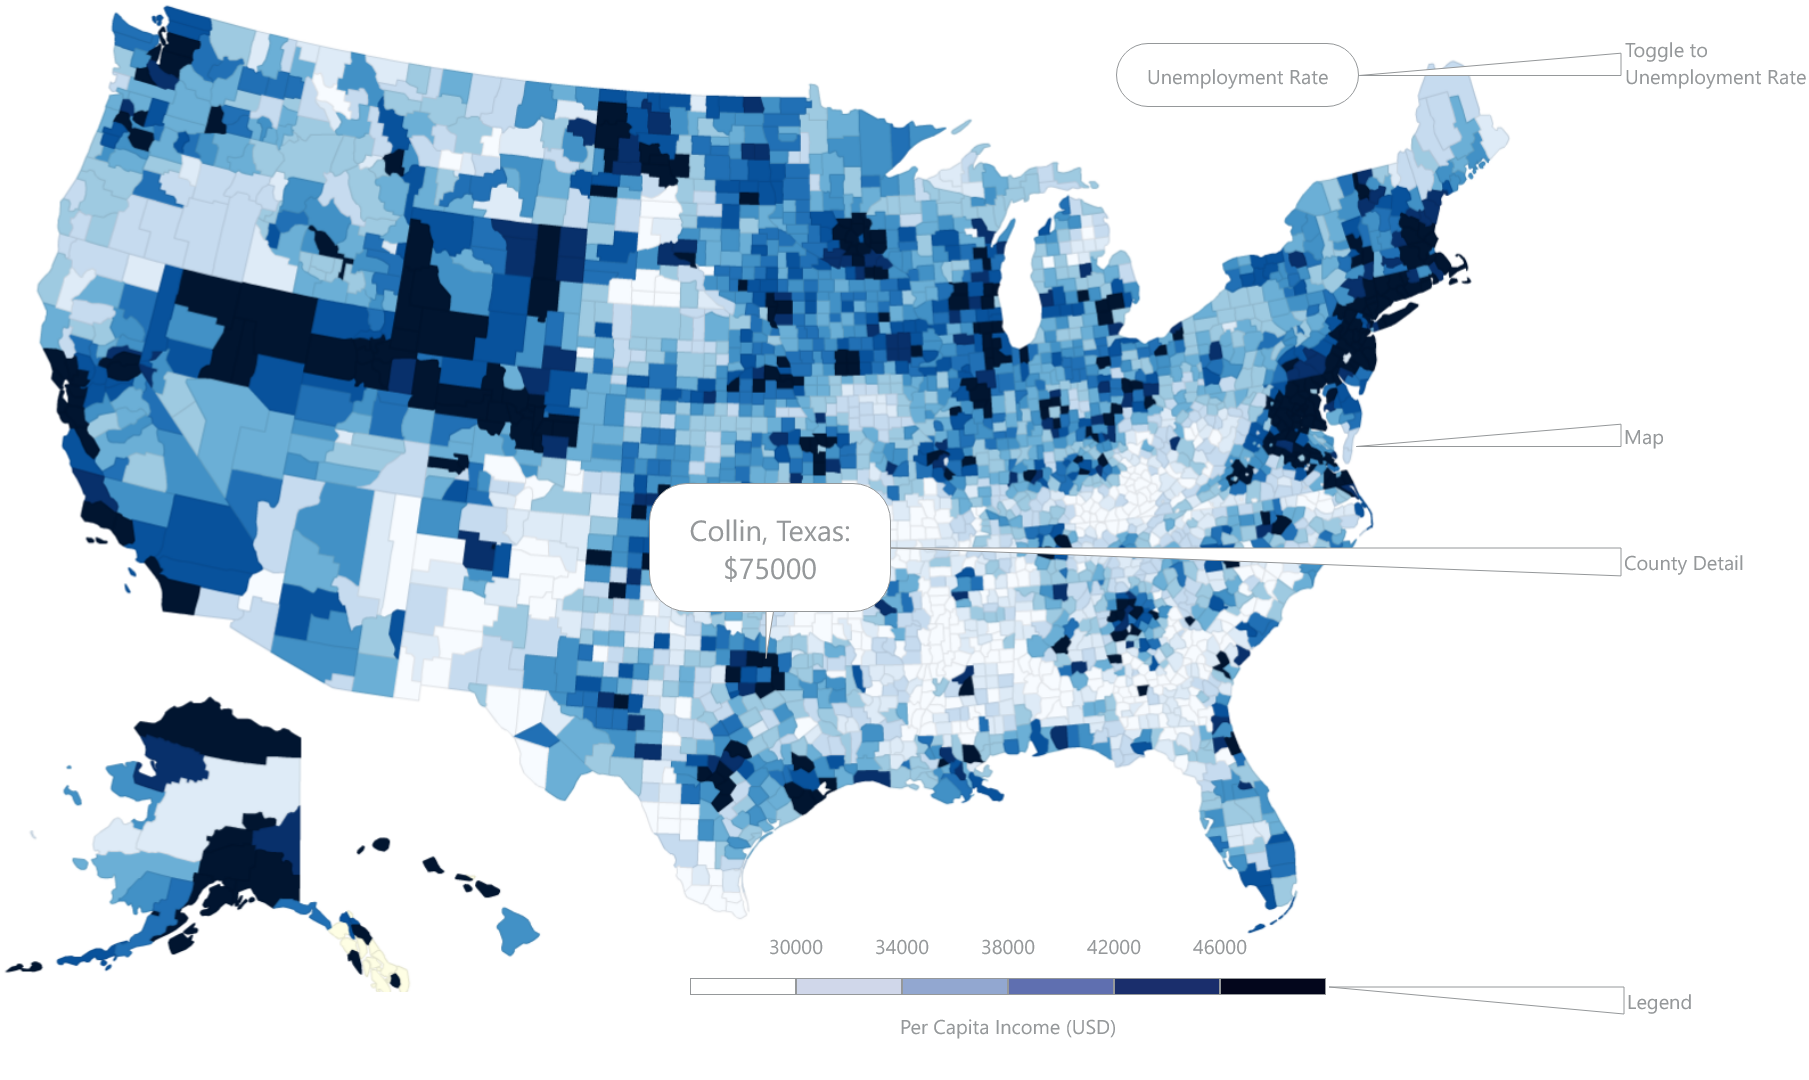 Unemployment Rate
Toggle to
Unemployment Rate
Map
Collin, Texas:
$75000
County Detail
30000 34000 38000 42000 46000
Legend
Per Capita Income (USD)